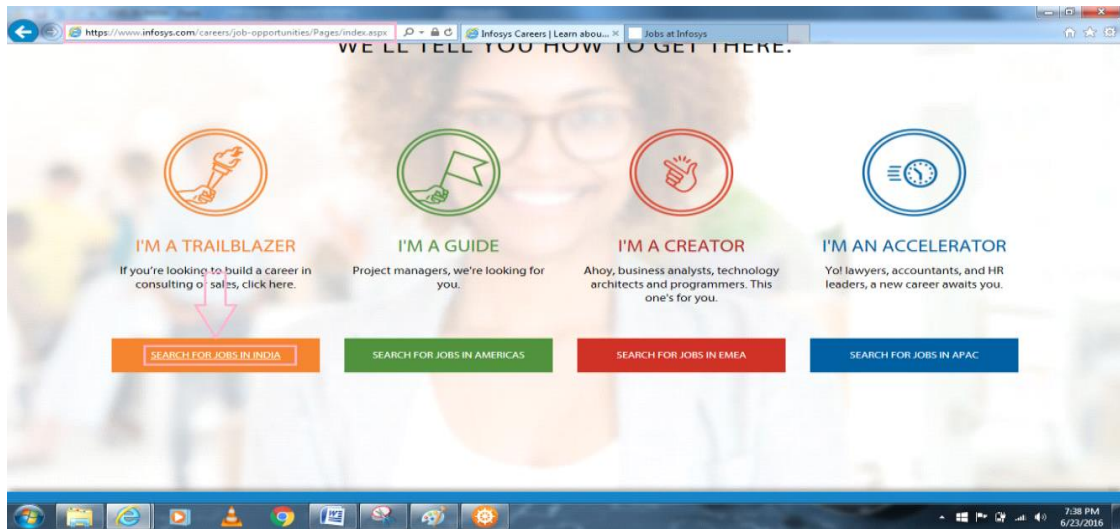 https://www.infosys.com/careers/job-opportunities/Pages/index.aspx
Infosys Careers | Learn abou...
Jobs at Infosys
WE'LL TELL YOU HOW TO GET THERE.
I'M A TRAILBLAZER
If you're looking to build a career in
consulting or sales, click here.
SEARCH FOR JOBS IN INDIA
I'M A GUIDE
Project managers, we're looking for
you.
SEARCH FOR JOBS IN AMERICAS
I'M A CREATOR
Ahoy, business analysts, technology
architects and programmers. This
one's for you.
SEARCH FOR JOBS IN EMEA
I'M AN ACCELERATOR
Yo! lawyers, accountants, and HR
leaders, a new career awaits you.
SEARCH FOR JOBS IN APAC
7:38 PM
6/23/2016